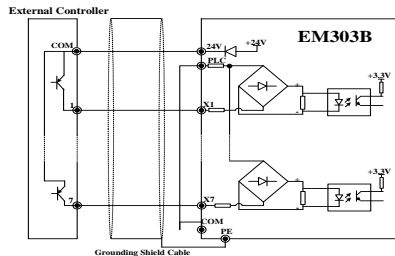 External Controller
COM
24V
+24V
EM303B
PLC
+
+3.3V
1
X1
-
+3.3V
+
7
X7
-
COM
PE
Grounding Shield Cable